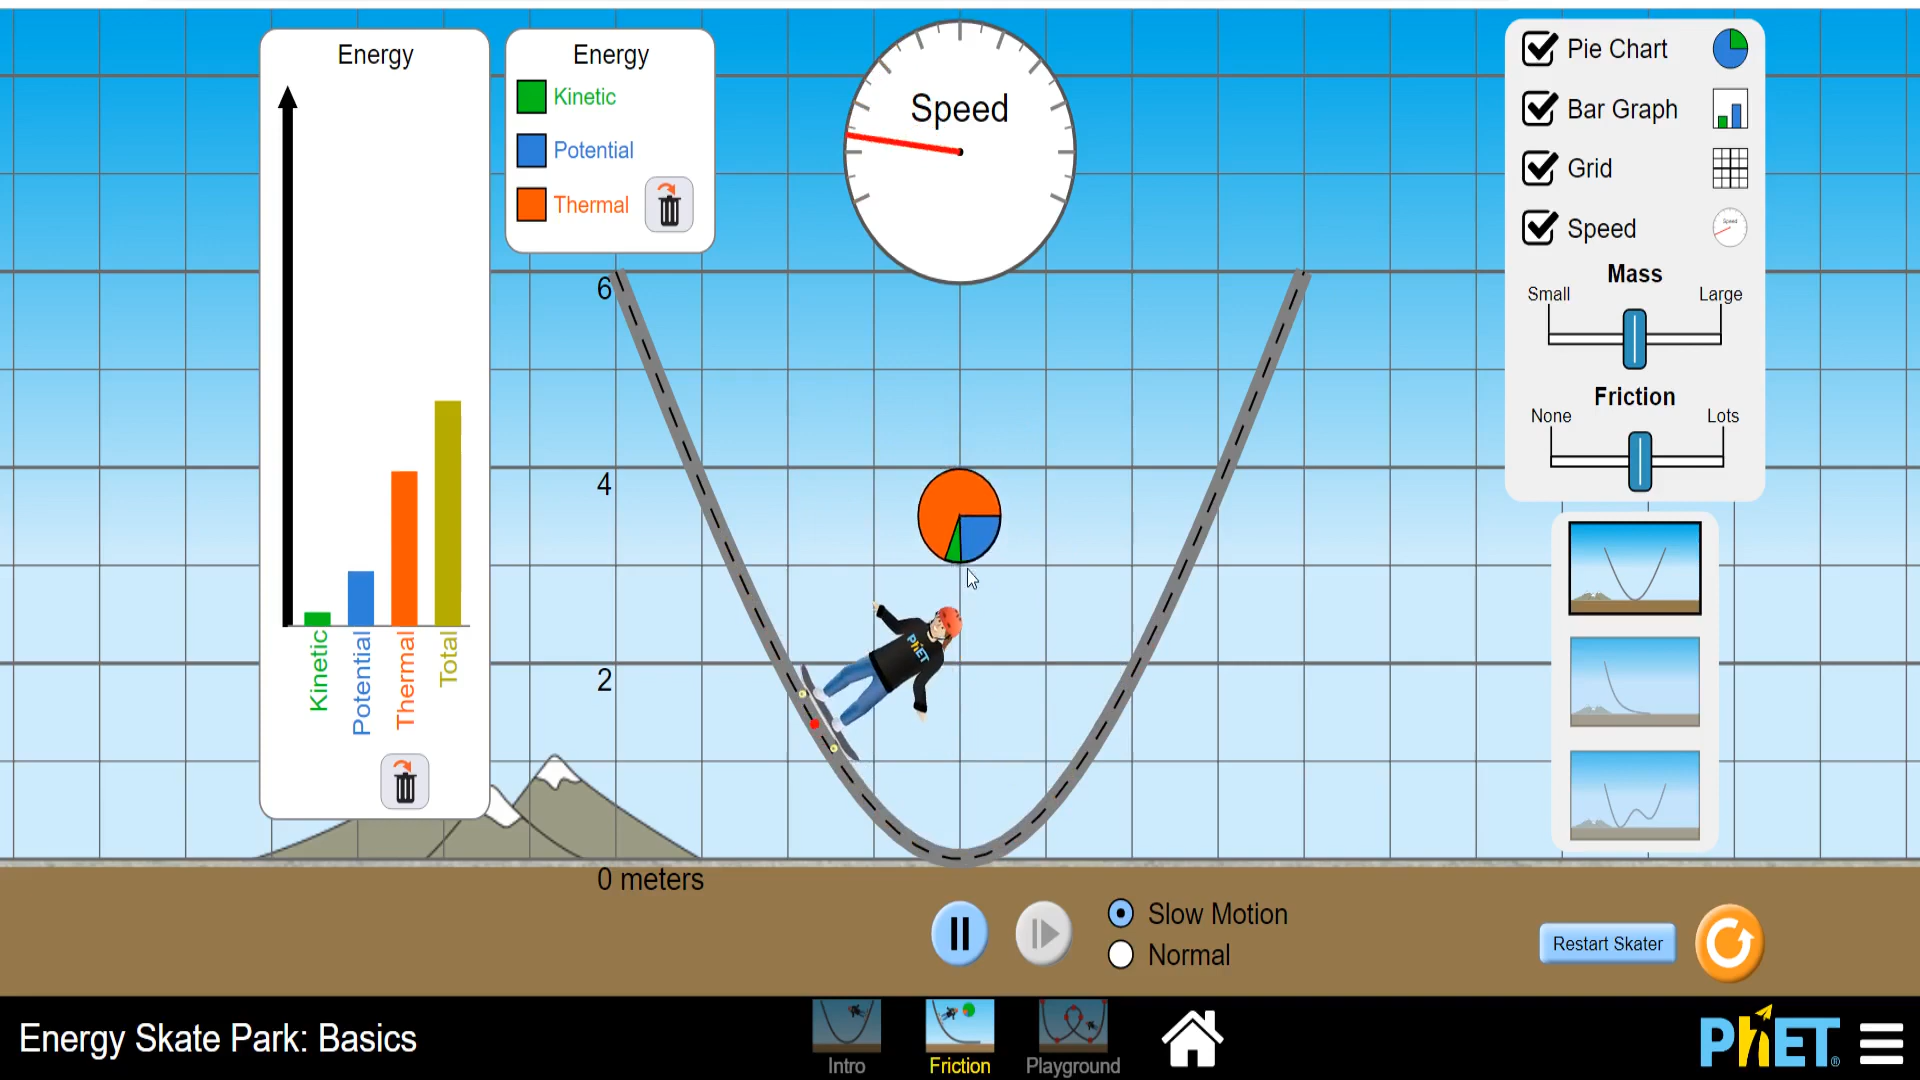 Energy
Kinetic
Potential
Thermal
Total
Energy
Kinetic
Potential
Thermal
Speed
Pie Chart
Bar Graph
Grid
Speed
Speed
Mass
Small
Large
Friction
None
Lots
6
4
2
0 meters
PhET
Slow Motion
Normal
Restart Skater
Energy Skate Park: Basics
Intro
Friction
Playground
PhET®